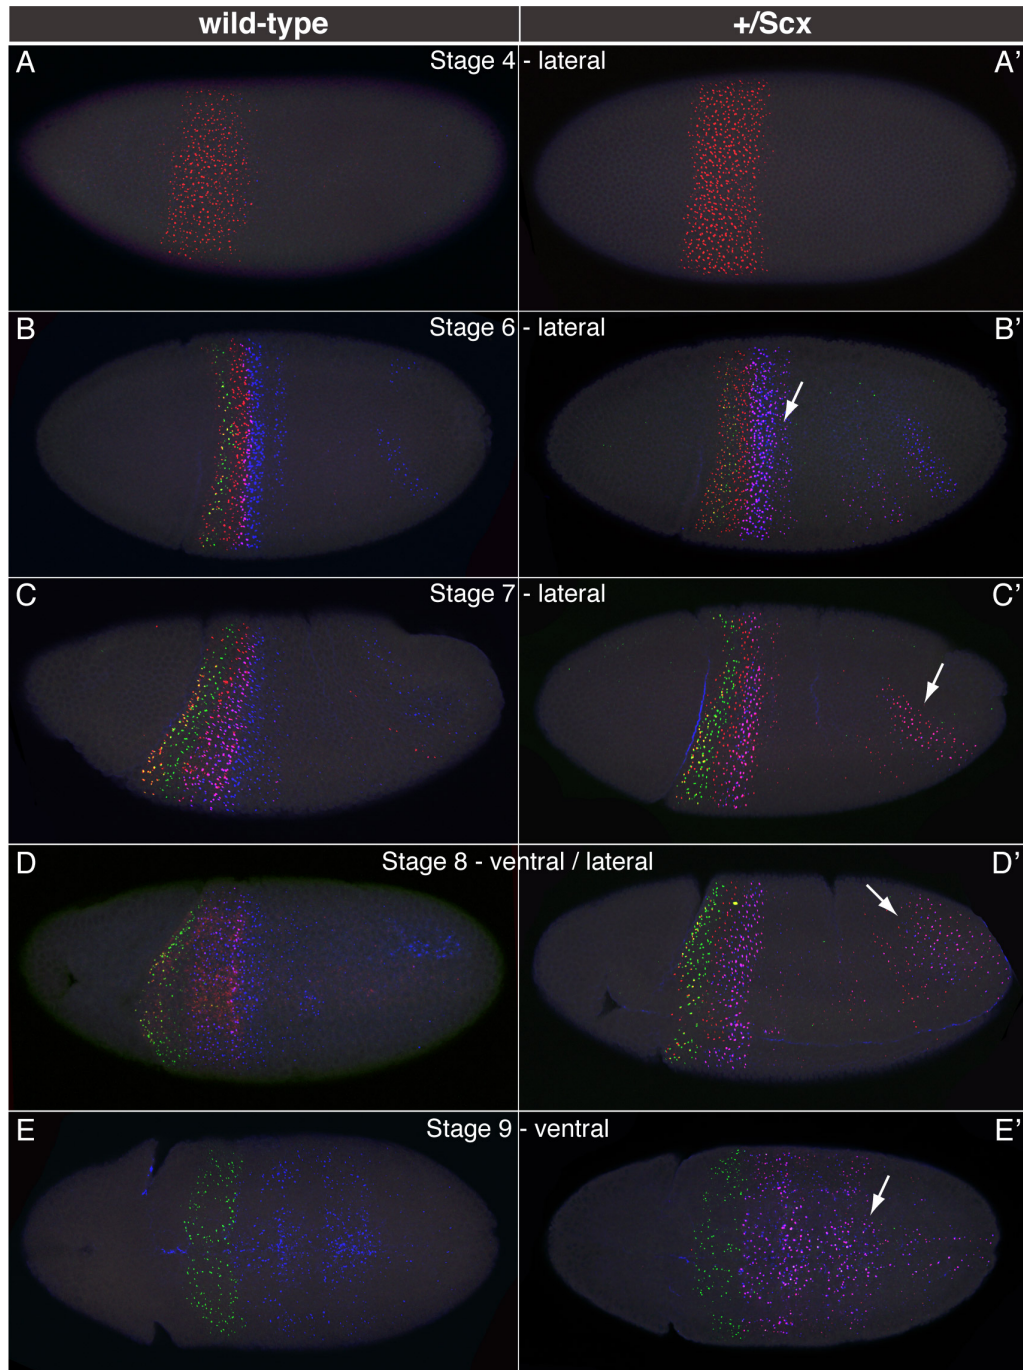 wild-type +/Scx
A Stage 4 - lateral A'
B Stage 6 - lateral B'
C Stage 7 - lateral C'
D Stage 8 - ventral / lateral D'
E Stage 9 - ventral E'